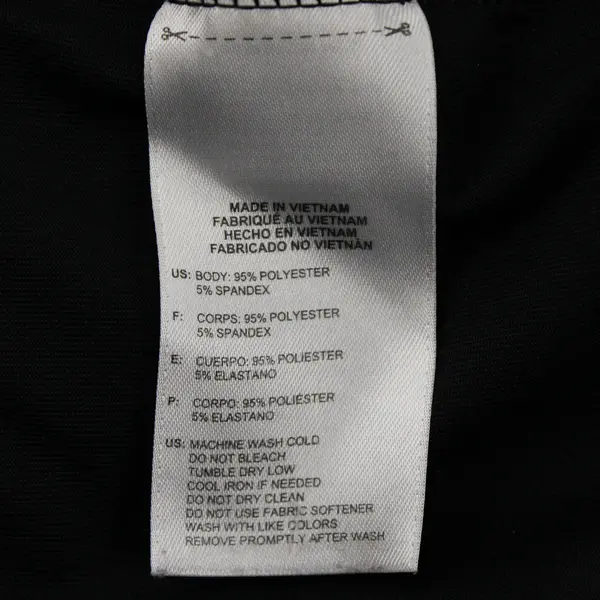 MADE IN VIETNAM
FABRIQUÉ AU VIETNAM
HECHO EN VIETNAM
FABRICADO NO VIETNÃN
US: BODY: 95% POLYESTER
5% SPANDEX
F: CORPS: 95% POLYESTER
5% SPANDEX
E: CUERPO: 95% POLIESTER
5% ELASTANO
P: CORPO: 95% POLIÉSTER
5% ELASTANO
US: MACHINE WASH COLD
DO NOT BLEACH
TUMBLE DRY LOW
COOL IRON IF NEEDED
DO NOT DRY CLEAN
DO NOT USE FABRIC SOFTENER
WASH WITH LIKE COLORS
REMOVE PROMPTLY AFTER WASH